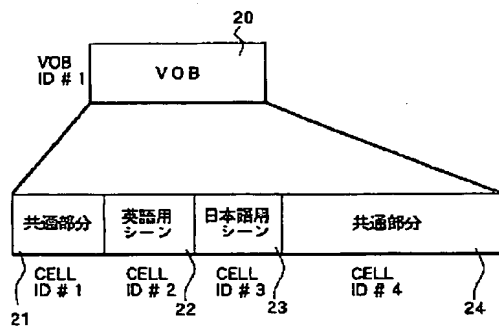 20
VOB
ID #1
VOB
共通部分
英語用
シーン
日本語用
シーン
共通部分
CELL
ID #1
CELL
ID #2
CELL
ID #3
CELL
ID #4
21
22
23
24